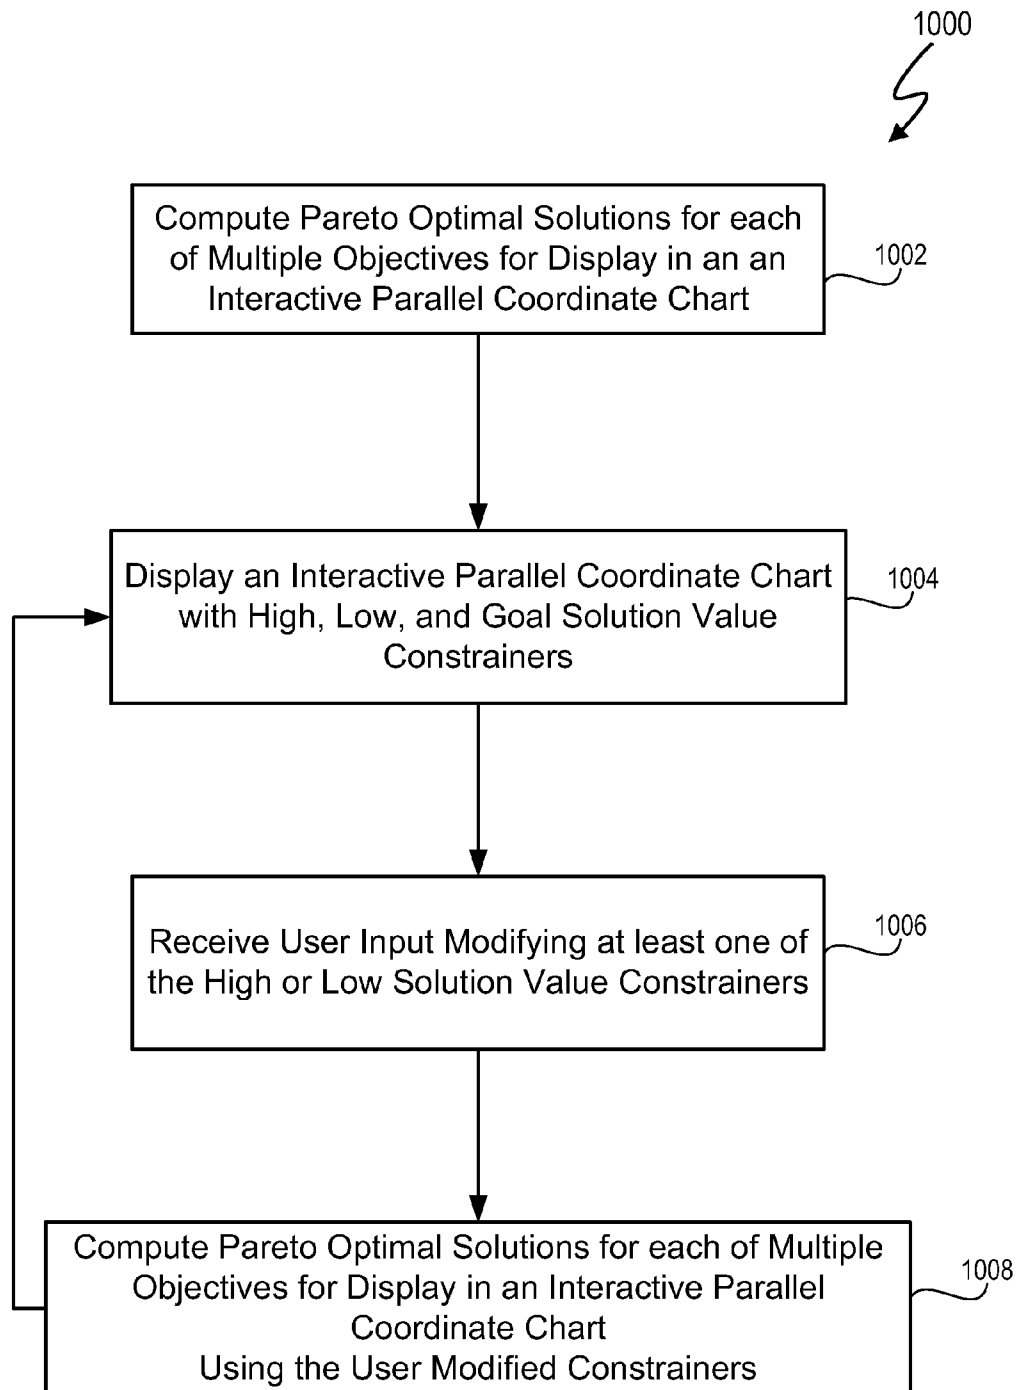 1000
Compute Pareto Optimal Solutions for each
of Multiple Objectives for Display in an an
Interactive Parallel Coordinate Chart
1002
Display an Interactive Parallel Coordinate Chart
with High, Low, and Goal Solution Value
Constrainers
1004
Receive User Input Modifying at least one of
the High or Low Solution Value Constrainers
1006
Compute Pareto Optimal Solutions for each of Multiple
Objectives for Display in an Interactive Parallel
Coordinate Chart
Using the User Modified Constrainers
1008